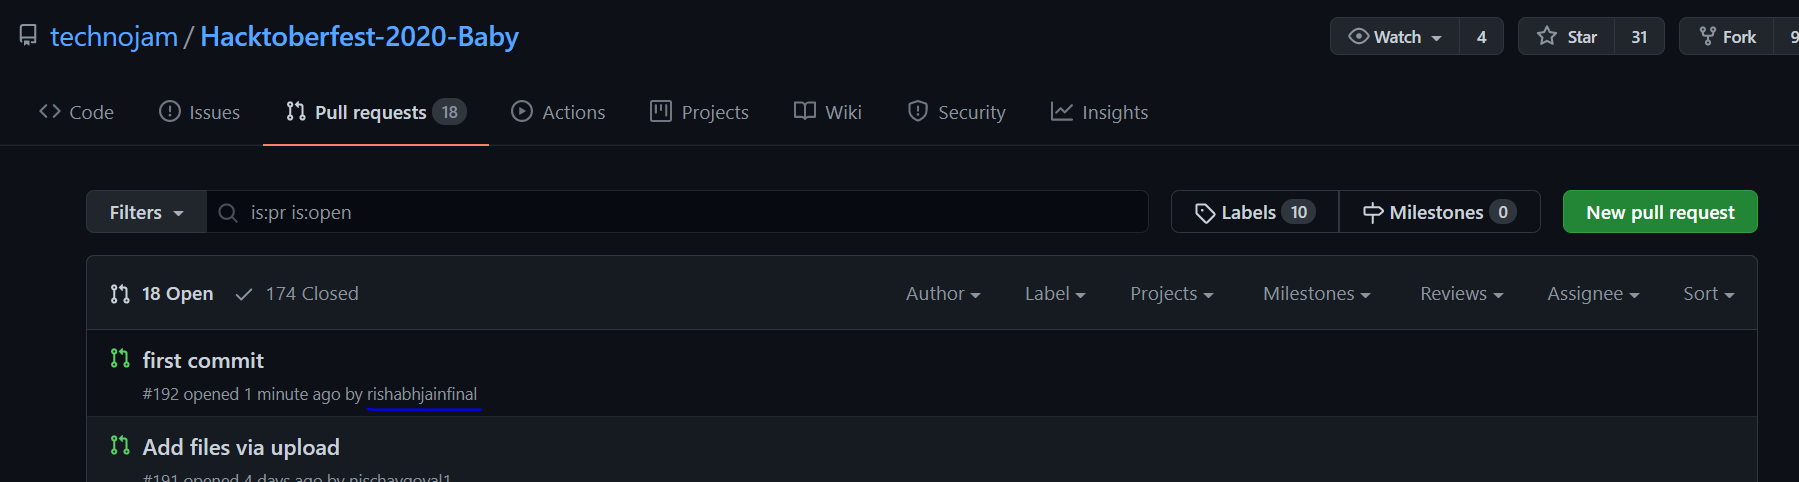 technojam / Hacktoberfest-2020-Baby Watch 4 Star 31 Fork 9
Code Issues Pull requests 18 Actions Projects Wiki Security Insights
Filters is:pr is:open Labels 10 Milestones 0 New pull request
18 Open 174 Closed Author Label Projects Milestones Reviews Assignee Sort
first commit
#192 opened 1 minute ago by rishabhjainfinal
Add files via upload
#191 opened 4 days ago by nischaygoyal1